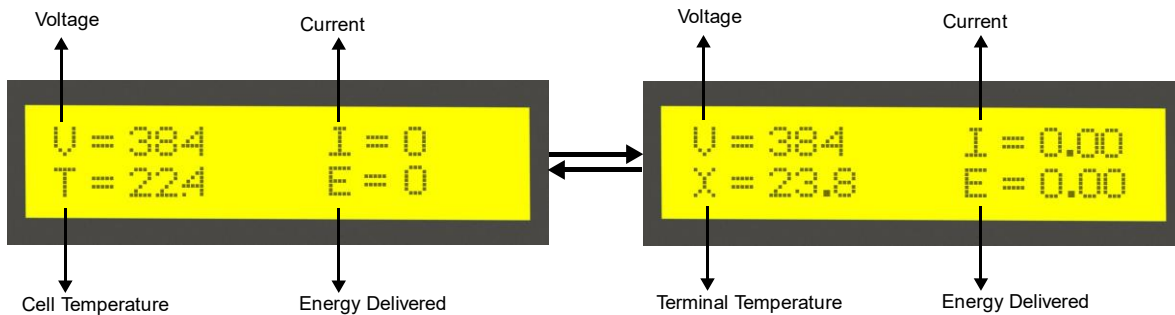 Voltage
Current
V = 384 I = 0
T = 22.4 E = 0
Cell Temperature
Energy Delivered
Voltage
Current
V = 384 I = 0.00
X = 23.8 E = 0.00
Terminal Temperature
Energy Delivered